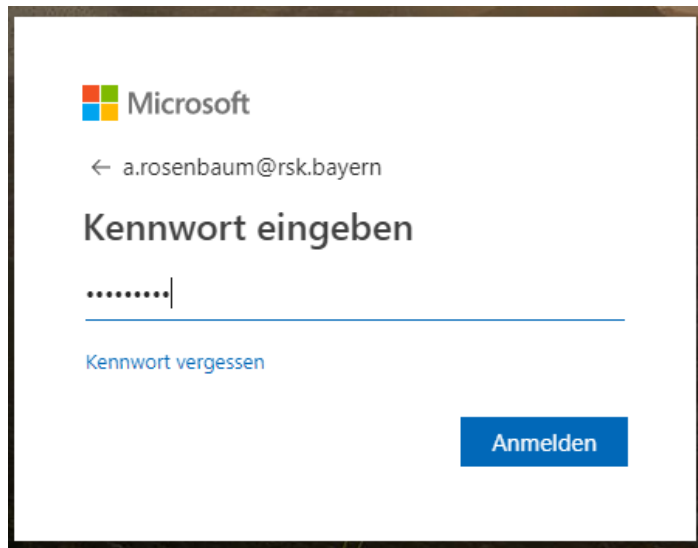 Microsoft
← a.rosenbaum@rsk.bayern
Kennwort eingeben
•••••••••
Kennwort vergessen
Anmelden